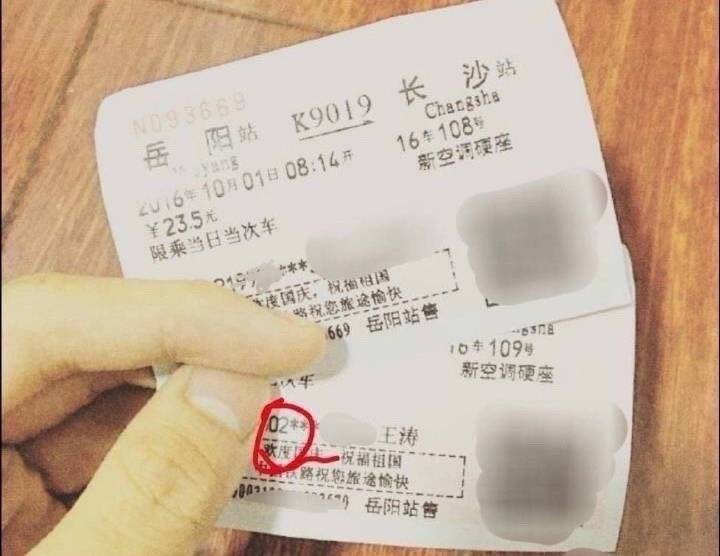 N093669
岳 阳站 K9019 长 沙站
yang Changsha
2016年10月01日08:14开 16车108号
￥23.5元 新空调硬座
限乘当日当次车
219 **
欢度国庆，祝福祖国
路祝您旅途愉快
669 岳阳站售
16车109号
次车 新空调硬座
02*** 王涛
欢度国庆，祝福祖国
铁路祝您旅途愉快
岳阳站售